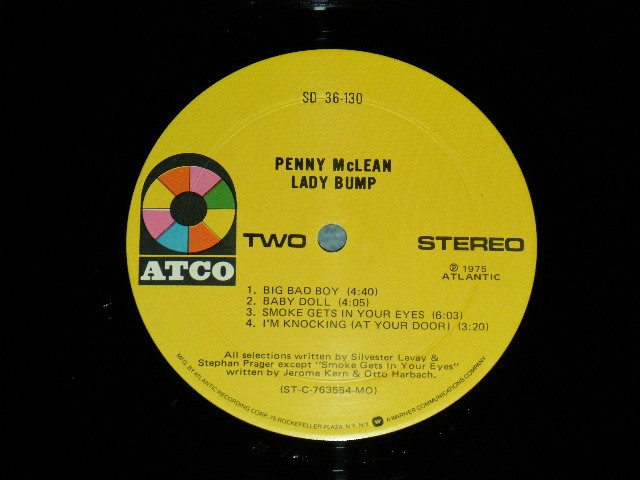 SD 36-130
PENNY McLEAN
LADY BUMP
ATCO
TWO
STEREO
℗ 1975
ATLANTIC
1. BIG BAD BOY (4:40)
2. BABY DOLL (4:05)
3. SMOKE GETS IN YOUR EYES (6:03)
4. I'M KNOCKING (AT YOUR DOOR) (3:20)
All selections written by Silvester Levay &
Stephan Prager except "Smoke Gets In Your Eyes"
written by Jerome Kern & Otto Harbach.
(ST-C-763554-MO)
MFG. BY ATLANTIC RECORDING CORP. 75 ROCKEFELLER PLAZA, N.Y., N.Y. W A WARNER COMMUNICATIONS COMPANY